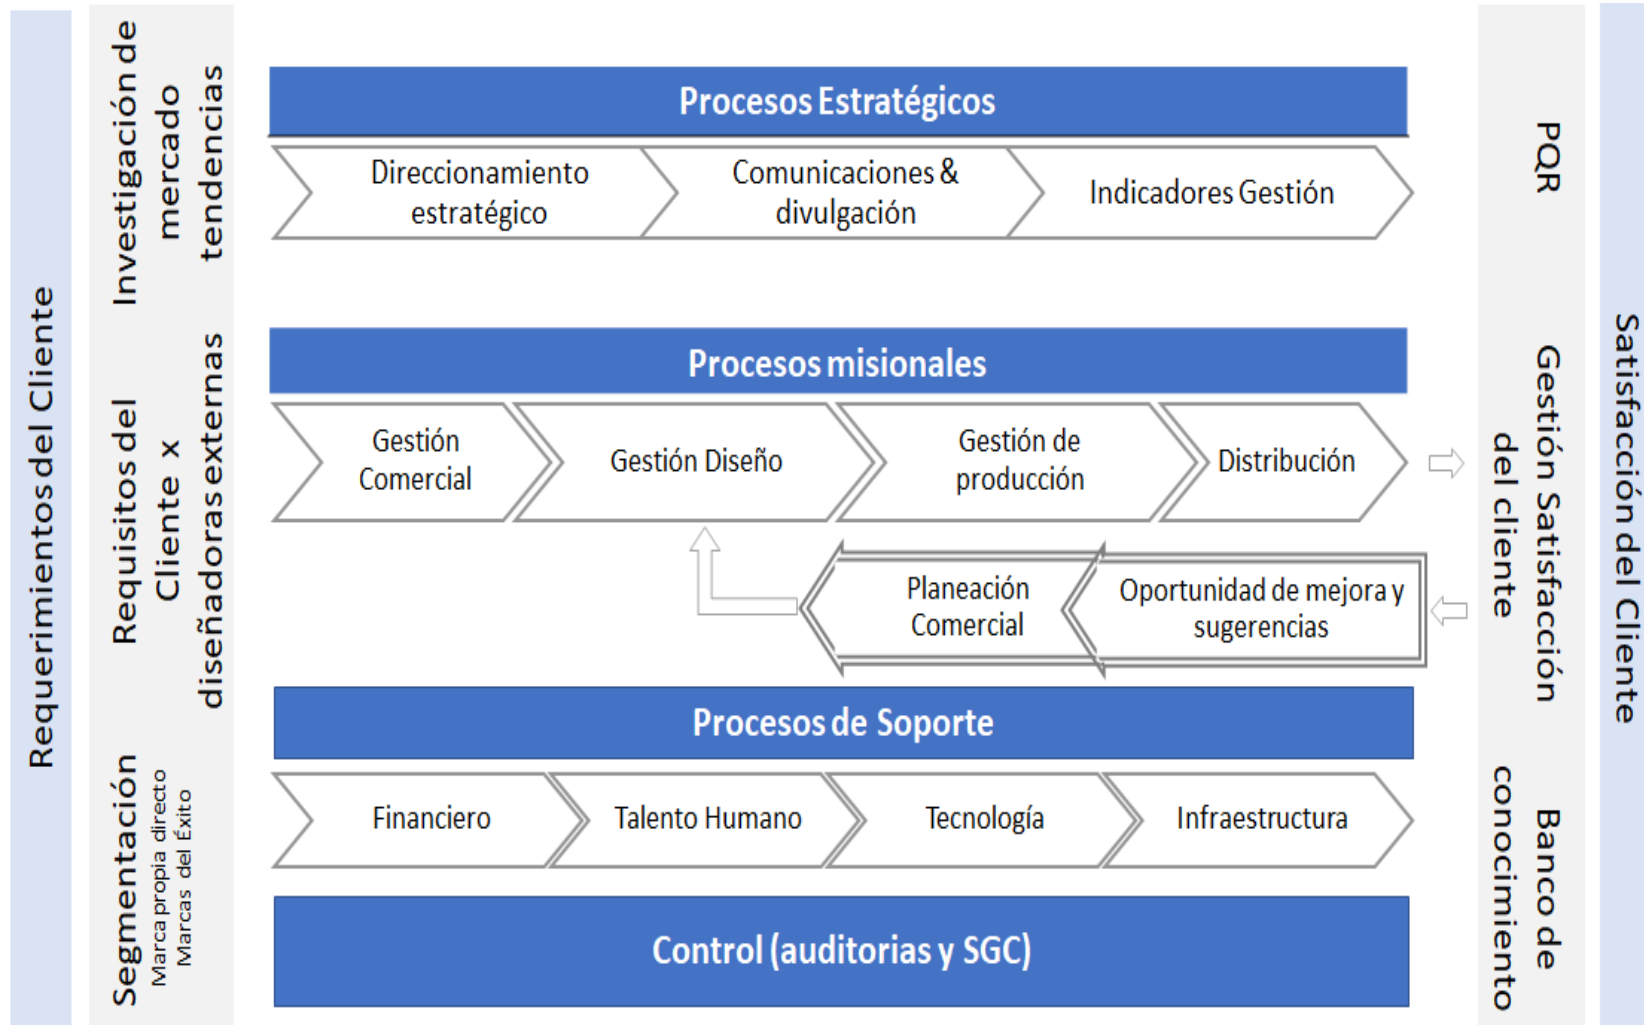 Requerimientos del Cliente
Investigación de
mercado
tendencias
Requisitos del
Cliente x
diseñadoras externas
Segmentación
Marca propia directo
Marcas del Éxito
Procesos Estratégicos
Direccionamiento
estratégico
Comunicaciones &
divulgación
Indicadores Gestión
Procesos misionales
Gestión
Comercial
Gestión Diseño
Gestión de
producción
Distribución
Planeación
Comercial
Oportunidad de mejora y
sugerencias
Procesos de Soporte
Financiero
Talento Humano
Tecnología
Infraestructura
Control (auditorias y SGC)
PQR
Gestión Satisfacción
del cliente
Banco de
conocimiento
Satisfacción del Cliente